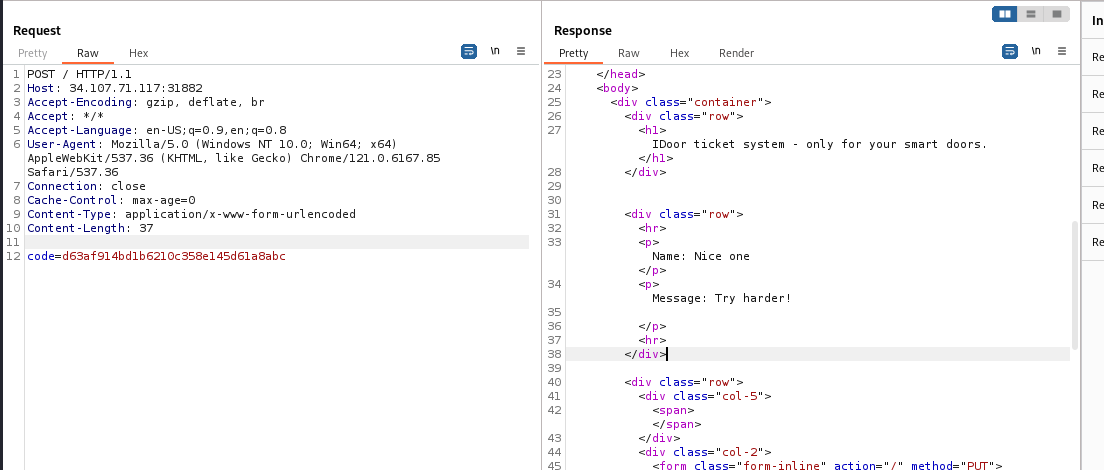 Request
Response
In
Pretty Raw Hex \n
Pretty Raw Hex Render \n
1 POST / HTTP/1.1
2 Host: 34.107.71.117:31882
3 Accept-Encoding: gzip, deflate, br
4 Accept: */*
5 Accept-Language: en-US;q=0.9,en;q=0.8
6 User-Agent: Mozilla/5.0 (Windows NT 10.0; Win64; x64)
AppleWebKit/537.36 (KHTML, like Gecko) Chrome/121.0.6167.85
Safari/537.36
7 Connection: close
8 Cache-Control: max-age=0
9 Content-Type: application/x-www-form-urlencoded
10 Content-Length: 37
11
12 code=d63af914bd1b6210c358e145d61a8abc
23 </head>
24 <body>
25 <div class="container">
26 <div class="row">
27 <h1>
IDoor ticket system - only for your smart doors.
</h1>
28 </div>
29
30
31 <div class="row">
32 <hr>
33 <p>
Name: Nice one
</p>
34 <p>
Message: Try harder!
35
36 </p>
37 <hr>
38 </div>
39
40 <div class="row">
41 <div class="col-5">
42 <span>
</span>
43 </div>
44 <div class="col-2">
45 <form class="form-inline" action="/" method="PUT">
Re
Re
Re
Re
Re
Re